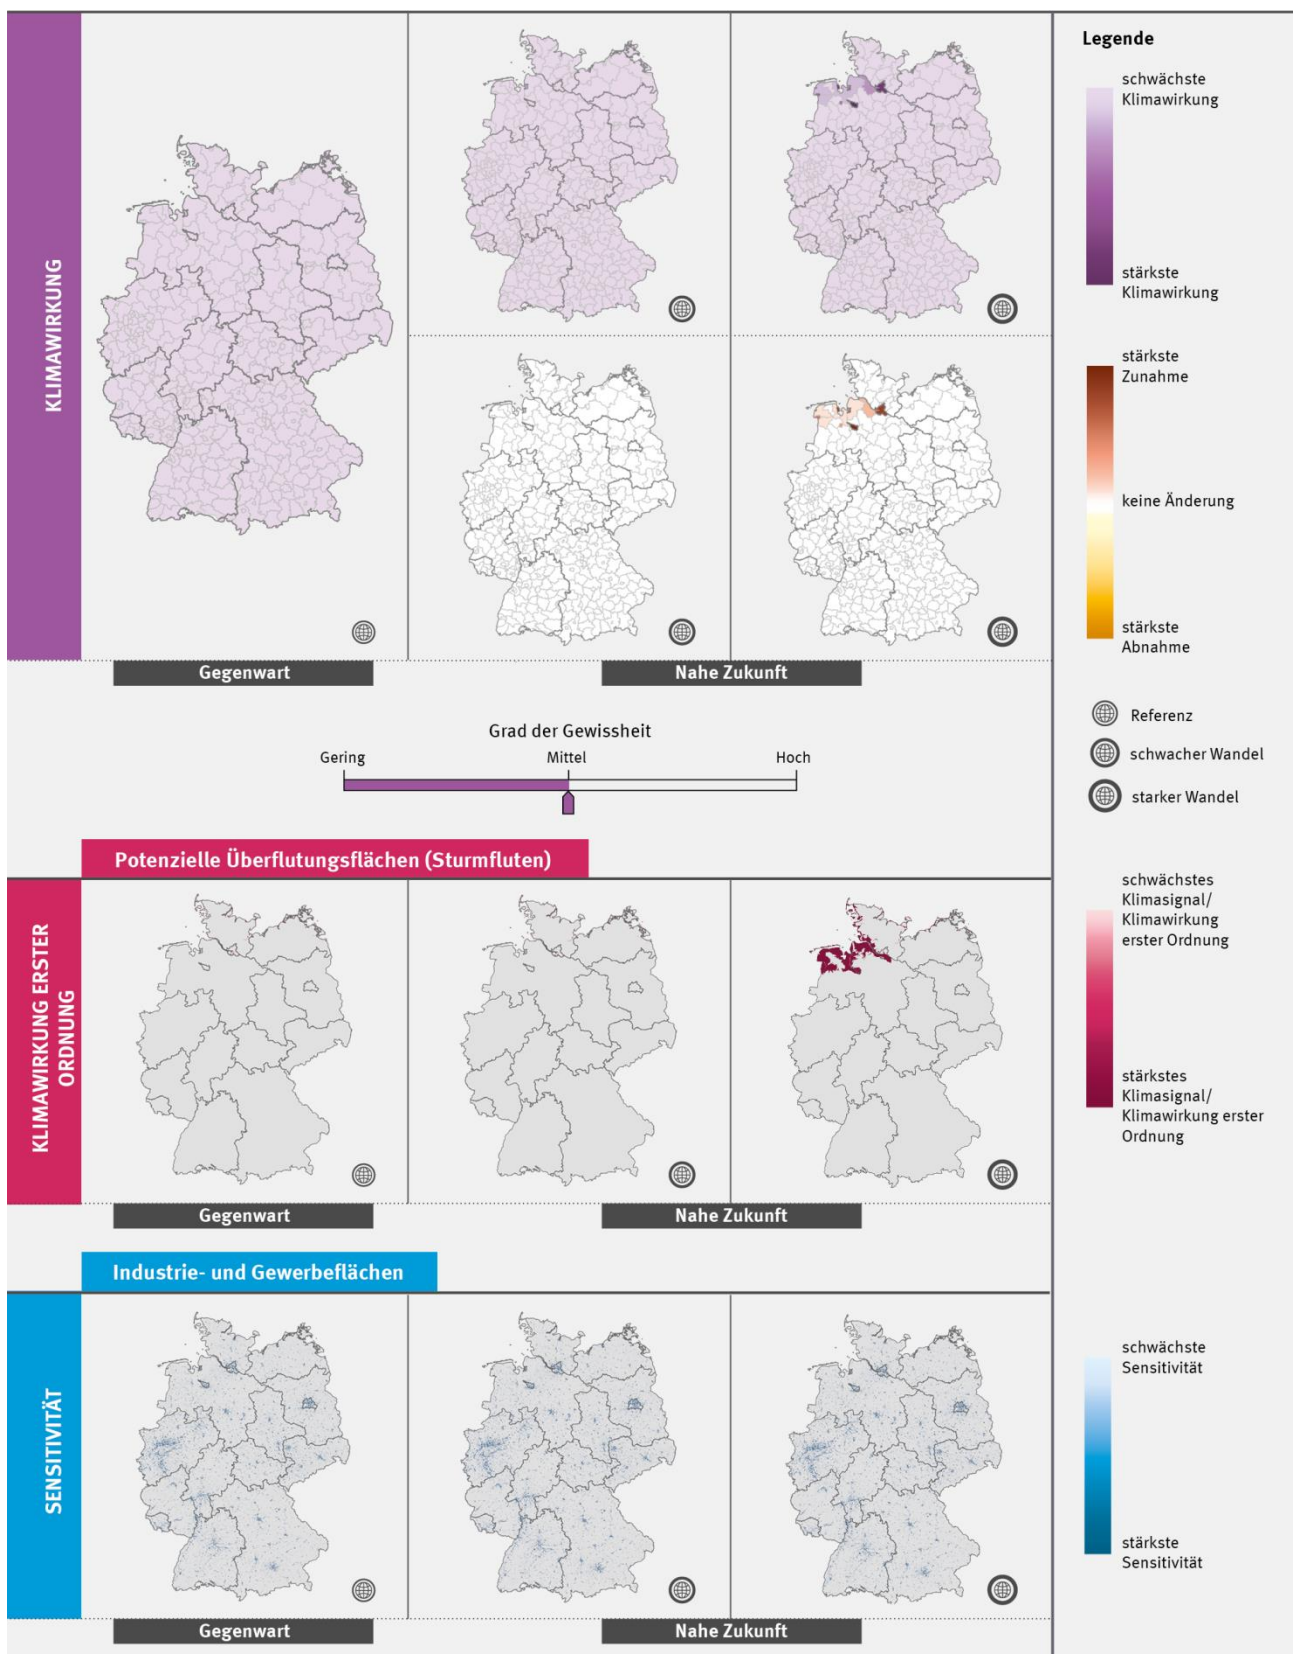 KLIMAWIRKUNG
Gegenwart
Nahe Zukunft
Grad der Gewissheit
Gering
Mittel
Hoch
Potenzielle Überflutungsflächen (Sturmfluten)
KLIMAWIRKUNG ERSTER
ORDNUNG
Gegenwart
Nahe Zukunft
Industrie- und Gewerbeflächen
SENSITIVITÄT
Gegenwart
Nahe Zukunft
Legende
schwächste
Klimawirkung
stärkste
Klimawirkung
stärkste
Zunahme
keine Änderung
stärkste
Abnahme
Referenz
schwacher Wandel
starker Wandel
schwächstes
Klimasignal/
Klimawirkung
erster Ordnung
stärkstes
Klimasignal/
Klimawirkung erster
Ordnung
schwächste
Sensitivität
stärkste
Sensitivität